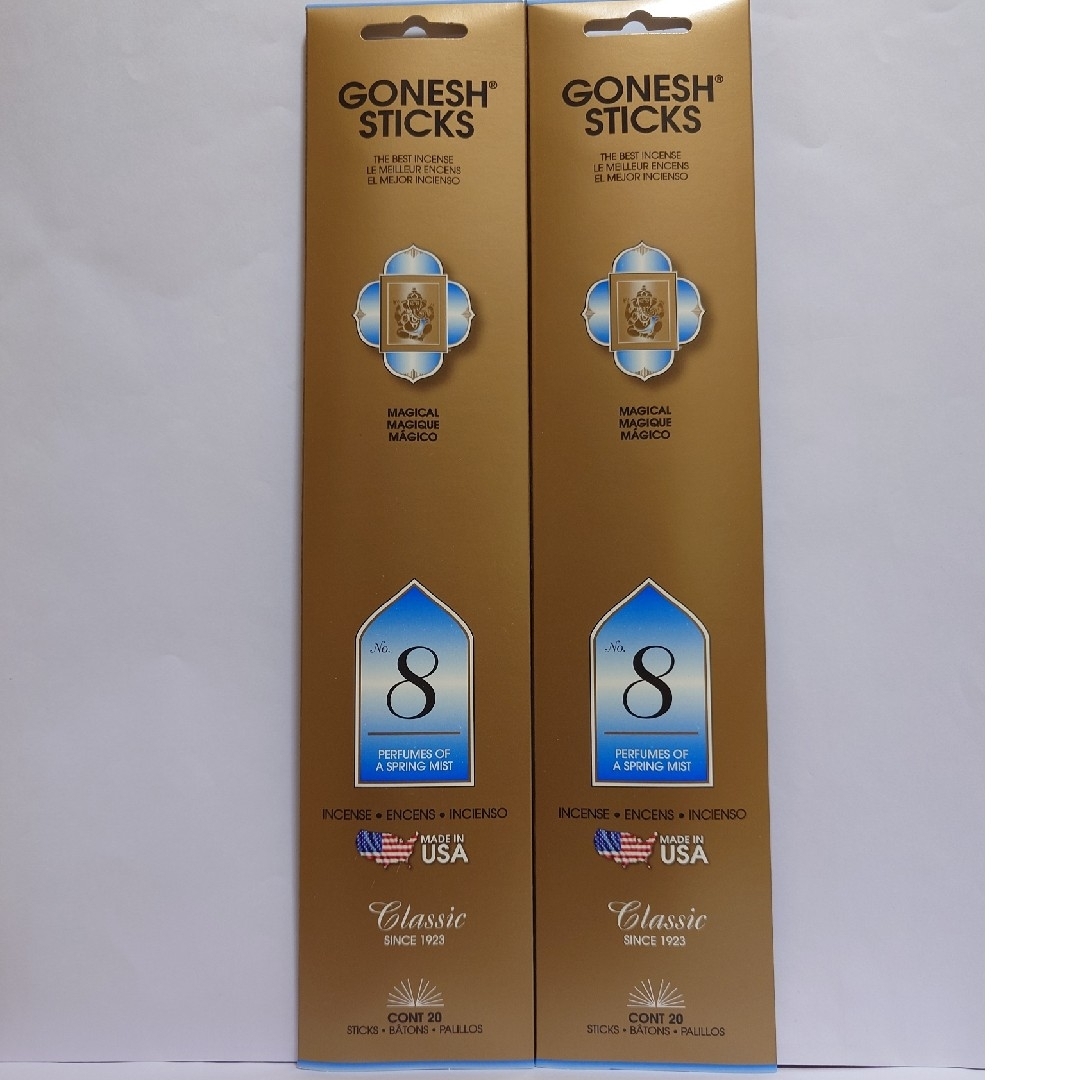 GONESH®
STICKS
THE BEST INCENSE
LE MEILLEUR ENCENS
EL MEJOR INCIENSO
MAGICAL
MAGIQUE
MÁGICO
No.
8
PERFUMES OF
A SPRING MIST
INCENSE • ENCENS • INCIENSO
MADE IN
USA
Classic
SINCE 1923
CONT 20
STICKS • BÂTONS • PALILLOS
GONESH®
STICKS
THE BEST INCENSE
LE MEILLEUR ENCENS
EL MEJOR INCIENSO
MAGICAL
MAGIQUE
MÁGICO
No.
8
PERFUMES OF
A SPRING MIST
INCENSE • ENCENS • INCIENSO
MADE IN
USA
Classic
SINCE 1923
CONT 20
STICKS • BÂTONS • PALILLOS